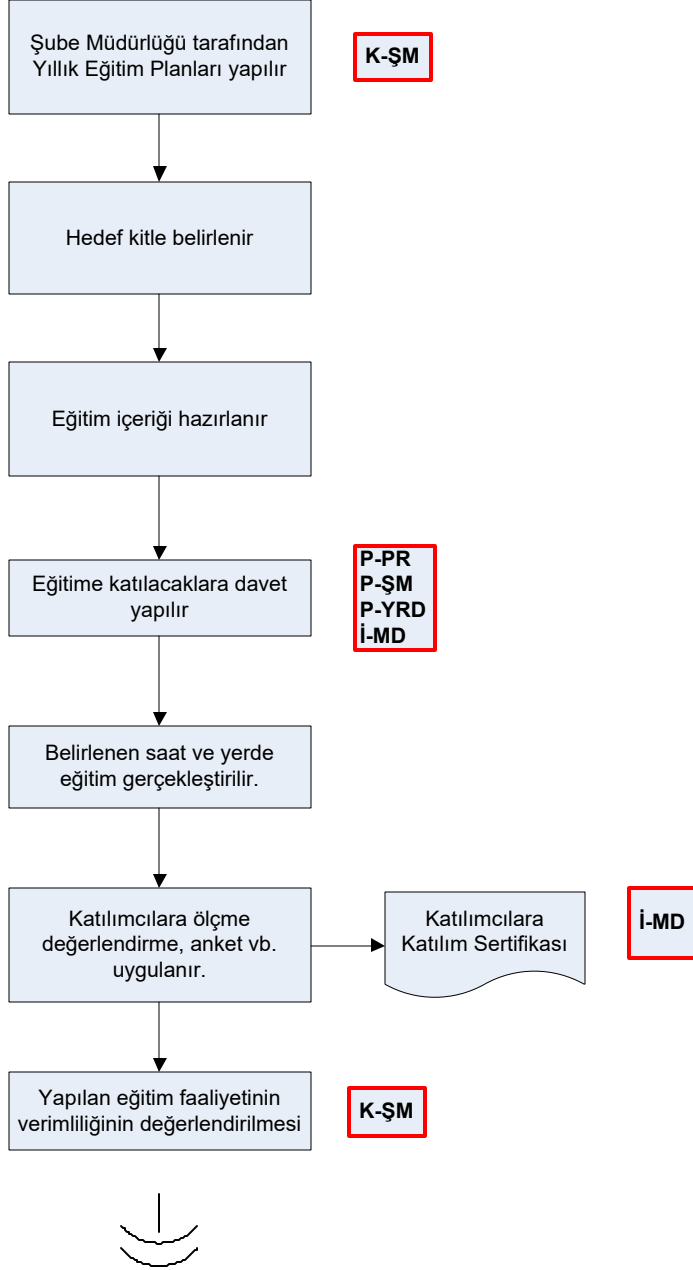 Şube Müdürlüğü tarafından
Yıllık Eğitim Planları yapılır
K-ŞM
Hedef kitle belirlenir
Eğitim içeriği hazırlanır
Eğitime katılacaklara davet
yapılır
P-PR
P-ŞM
P-YRD
İ-MD
Belirlenen saat ve yerde
eğitim gerçekleştirilir.
Katılımcılara ölçme
değerlendirme, anket vb.
uygulanır.
Katılımcılara
Katılım Sertifikası
İ-MD
Yapılan eğitim faaliyetinin
verimliliğinin değerlendirilmesi
K-ŞM